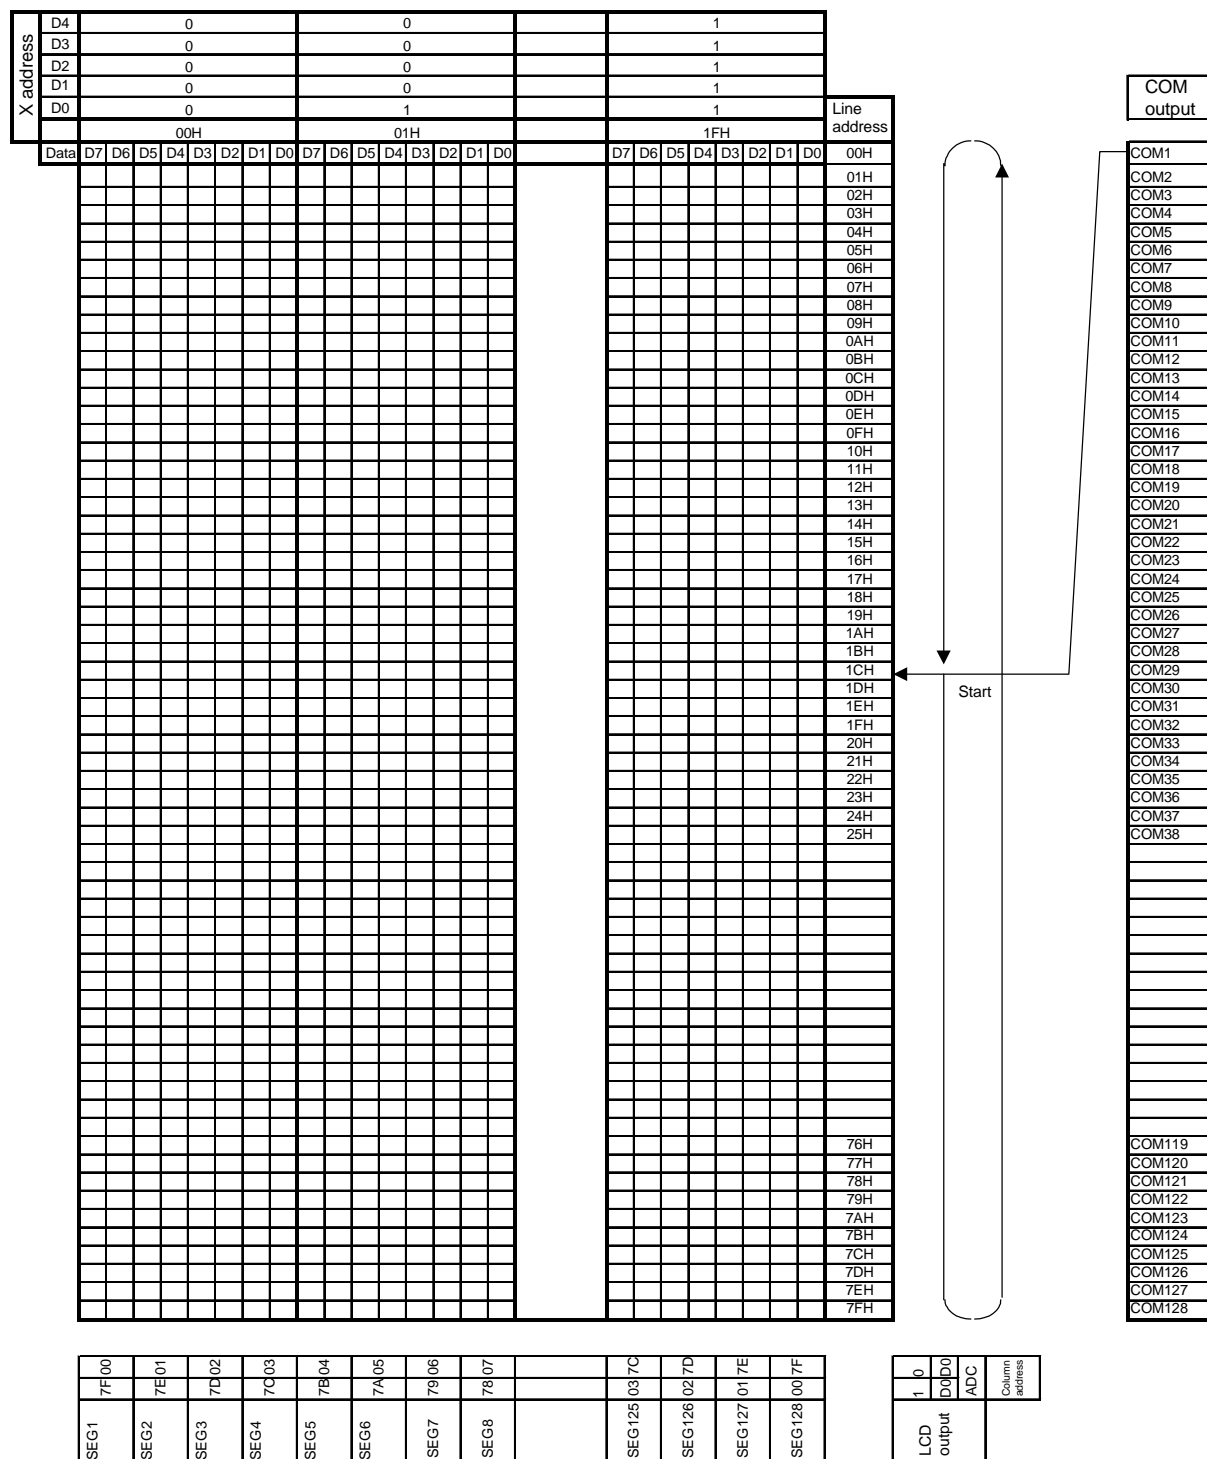 X address
D4 0 0 1
D3 0 0 1
D2 0 0 1
D1 0 0 1
D0 0 1 1
00H 01H 1FH
Line address
COM output
Data D7 D6 D5 D4 D3 D2 D1 D0 D7 D6 D5 D4 D3 D2 D1 D0 D7 D6 D5 D4 D3 D2 D1 D0 00H COM1
01H COM2
02H COM3
03H COM4
04H COM5
05H COM6
06H COM7
07H COM8
08H COM9
09H COM10
0AH COM11
0BH COM12
0CH COM13
0DH COM14
0EH COM15
0FH COM16
10H COM17
11H COM18
12H COM19
13H COM20
14H COM21
15H COM22
16H COM23
17H COM24
18H COM25
19H COM26
1AH COM27
1BH COM28
1CH COM29
1DH Start COM30
1EH COM31
1FH COM32
20H COM33
21H COM34
22H COM35
23H COM36
24H COM37
25H COM38
76H COM119
77H COM120
78H COM121
79H COM122
7AH COM123
7BH COM124
7CH COM125
7DH COM126
7EH COM127
7FH COM128
00 01 02 03 04 05 06 07 7C 7D 7E 7F 0 D0
7F 7E 7D 7C 7B 7A 79 78 03 02 01 00 1 D0
ADC
Column address
SEG1 SEG2 SEG3 SEG4 SEG5 SEG6 SEG7 SEG8 SEG125 SEG126 SEG127 SEG128
LCD output